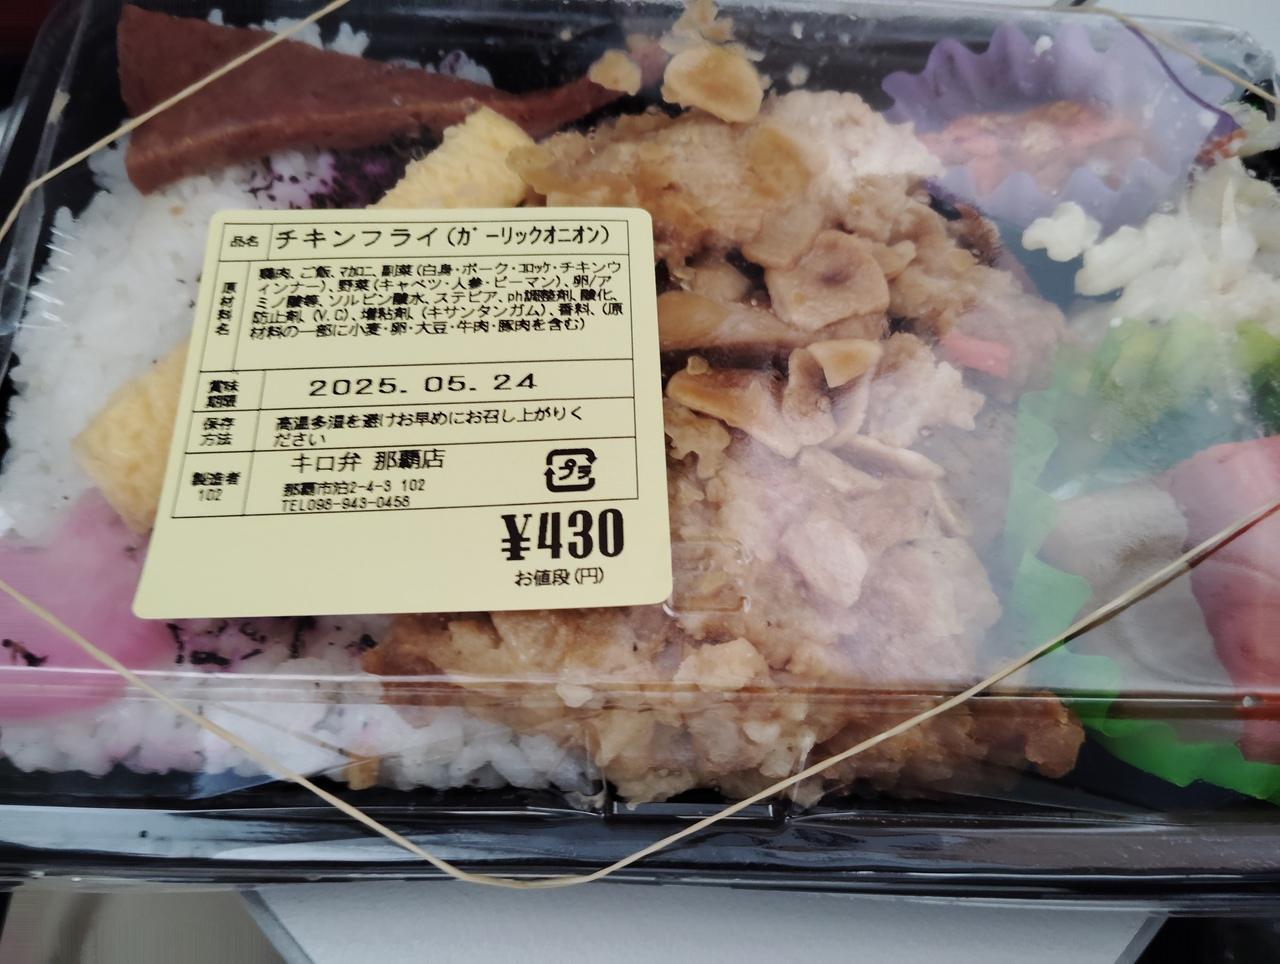 品名 チキンフライ(ガーリックオニオン)
原材料名
鶏肉、ご飯、マカロニ、副菜(白身・ポーク・コロッケ・チキンウ
ィンナー)、野菜(キャベツ・人参・ピーマン)、卵/ア
ミノ酸等、ソルビン酸水、ステビア、ph調整剤、酸化、
防止剤、(V.C)、増粘剤、(キサンタンガム)、香料、(原
材料の一部に小麦・卵・大豆・牛肉・豚肉を含む)
賞味期限 2025. 05. 24
保存方法
高温多湿を避けお早めにお召し上がりく
ださい
製造者 102
キロ弁 那覇店
那覇市泊2-4-3 102
TEL098-943-0458
プラ
¥430
お値段(円)